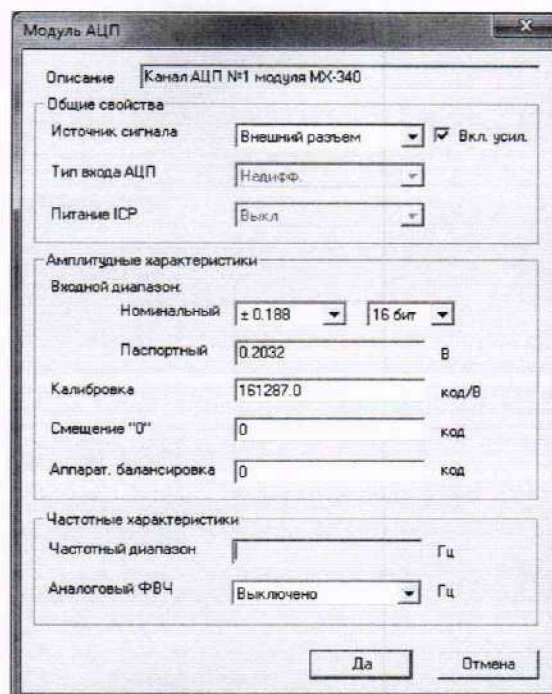 Модуль АЦП
Описание Канал АЦП №1 модуля MX-340
Общие свойства
Источник сигнала Внешний разъем Вкл. усил.
Тип входа АЦП Недифф.
Питание ICP Выкл
Амплитудные характеристики
Входной диапазон:
Номинальный ± 0.188 16 бит
Паспортный 0.2032 В
Калибровка 161287.0 код/В
Смещение "0" 0 код
Аппарат. балансировка 0 код
Частотные характеристики
Частотный диапазон Гц
Аналоговый ФВЧ Выключено Гц
Да Отмена